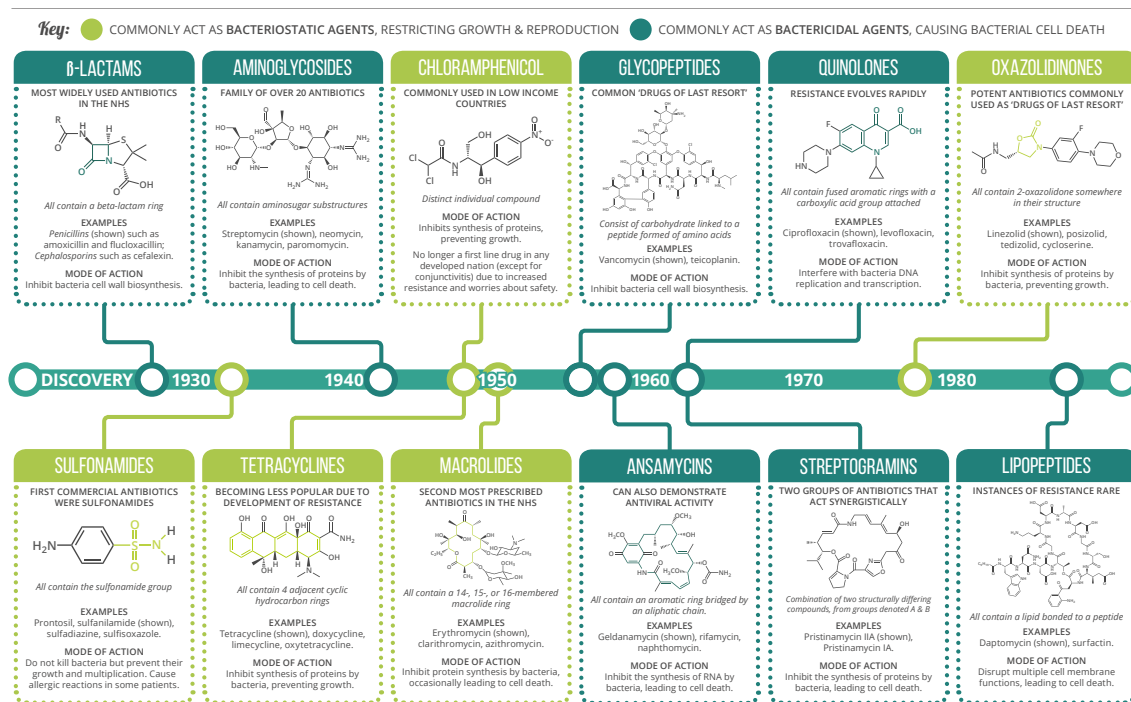 Key: COMMONLY ACT AS BACTERIOSTATIC AGENTS, RESTRICTING GROWTH & REPRODUCTION COMMONLY ACT AS BACTERICIDAL AGENTS, CAUSING BACTERIAL CELL DEATH
β-LACTAMS
MOST WIDELY USED ANTIBIOTICS
IN THE NHS
All contain a beta-lactam ring
EXAMPLES
Penicillins (shown) such as
amoxicillin and flucloxacillin;
Cephalosporins such as cefalexin.
MODE OF ACTION
Inhibit bacteria cell wall biosynthesis.
AMINOGLYCOSIDES
FAMILY OF OVER 20 ANTIBIOTICS
All contain aminosugar substructures
EXAMPLES
Streptomycin (shown), neomycin,
kanamycin, paromomycin.
MODE OF ACTION
Inhibit the synthesis of proteins by
bacteria, leading to cell death.
CHLORAMPHENICOL
COMMONLY USED IN LOW INCOME
COUNTRIES
Distinct individual compound
MODE OF ACTION
Inhibits synthesis of proteins,
preventing growth.
No longer a first line drug in any
developed nation (except for
conjunctivitis) due to increased
resistance and worries about safety.
GLYCOPEPTIDES
COMMON ‘DRUGS OF LAST RESORT’
Consist of carbohydrate linked to a
peptide formed of amino acids
EXAMPLES
Vancomycin (shown), teicoplanin.
MODE OF ACTION
Inhibit bacteria cell wall biosynthesis.
QUINOLONES
RESISTANCE EVOLVES RAPIDLY
All contain fused aromatic rings with a
carboxylic acid group attached
EXAMPLES
Ciprofloxacin (shown), levofloxacin,
trovafloxacin.
MODE OF ACTION
Interfere with bacteria DNA
replication and transcription.
OXAZOLIDINONES
POTENT ANTIBIOTICS COMMONLY
USED AS ‘DRUGS OF LAST RESORT’
All contain 2-oxazolidone somewhere
in their structure
EXAMPLES
Linezolid (shown), posizolid,
tedizolid, cycloserine.
MODE OF ACTION
Inhibit synthesis of proteins by
bacteria, preventing growth.
DISCOVERY 1930 1940 1950 1960 1970 1980
SULFONAMIDES
FIRST COMMERCIAL ANTIBIOTICS
WERE SULFONAMIDES
All contain the sulfonamide group
EXAMPLES
Prontosil, sulfanilamide (shown),
sulfadiazine, sulfisoxazole.
MODE OF ACTION
Do not kill bacteria but prevent their
growth and multiplication. Cause
allergic reactions in some patients.
TETRACYCLINES
BECOMING LESS POPULAR DUE TO
DEVELOPMENT OF RESISTANCE
All contain 4 adjacent cyclic
hydrocarbon rings
EXAMPLES
Tetracycline (shown), doxycycline,
limecycline, oxytetracycline.
MODE OF ACTION
Inhibit synthesis of proteins by
bacteria, preventing growth.
MACROLIDES
SECOND MOST PRESCRIBED
ANTIBIOTICS IN THE NHS
All contain a 14-, 15-, or 16-membered
macrolide ring
EXAMPLES
Erythromycin (shown),
clarithromycin, azithromycin.
MODE OF ACTION
Inhibit protein synthesis by bacteria,
occasionally leading to cell death.
ANSAMYCINS
CAN ALSO DEMONSTRATE
ANTIVIRAL ACTIVITY
All contain an aromatic ring bridged by
an aliphatic chain.
EXAMPLES
Geldanamycin (shown), rifamycin,
naphthomycin.
MODE OF ACTION
Inhibit the synthesis of RNA by
bacteria, leading to cell death.
STREPTOGRAMINS
TWO GROUPS OF ANTIBIOTICS THAT
ACT SYNERGISTICALLY
Combination of two structurally differing
compounds, from groups denoted A & B
EXAMPLES
Pristinamycin IIA (shown),
Pristinamycin IA.
MODE OF ACTION
Inhibit the synthesis of proteins by
bacteria, leading to cell death.
LIPOPEPTIDES
INSTANCES OF RESISTANCE RARE
All contain a lipid bonded to a peptide
EXAMPLES
Daptomycin (shown), surfactin.
MODE OF ACTION
Disrupt multiple cell membrane
functions, leading to cell death.